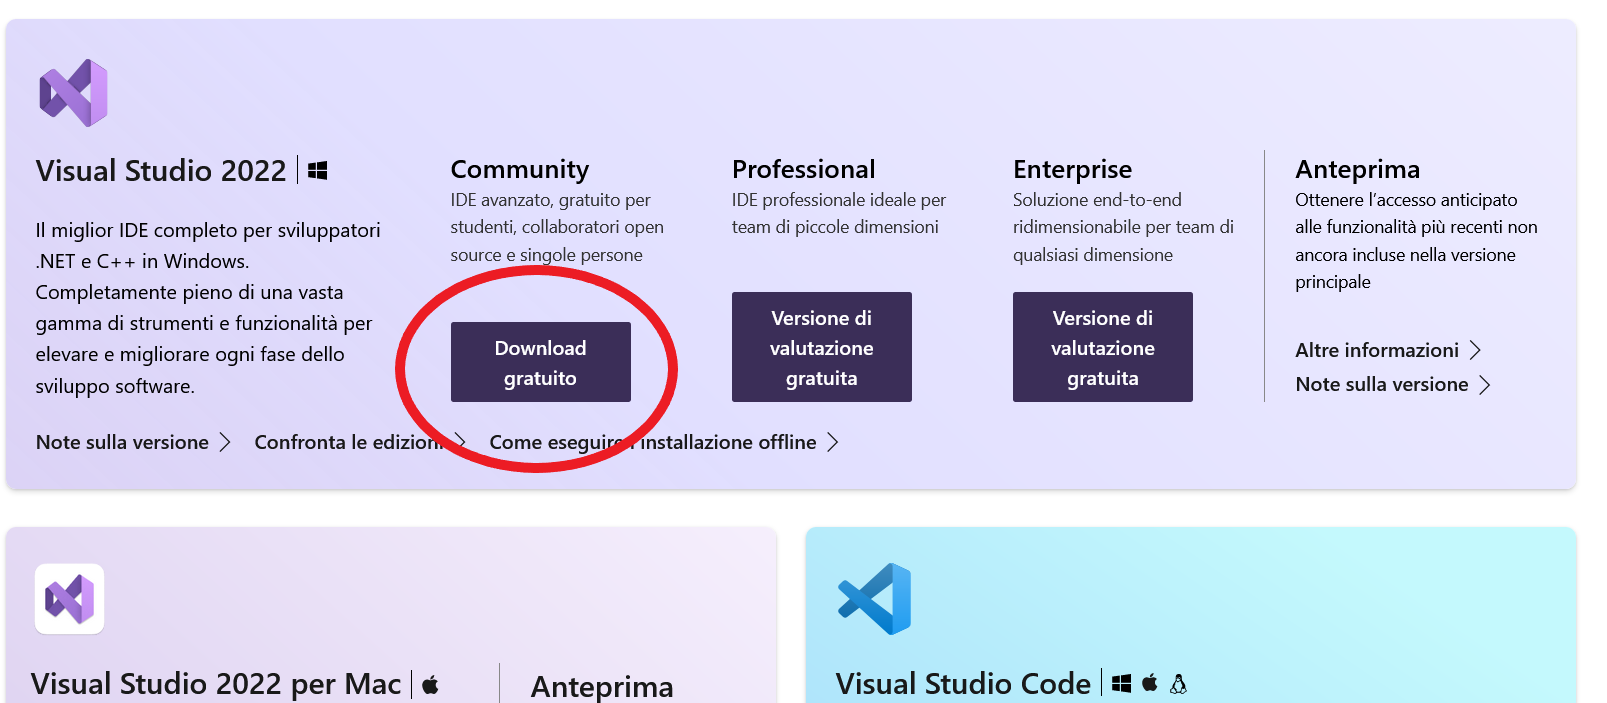 Visual Studio 2022
Il miglior IDE completo per sviluppatori
.NET e C++ in Windows.
Completamente pieno di una vasta
gamma di strumenti e funzionalità per
elevare e migliorare ogni fase dello
sviluppo software.
Community
IDE avanzato, gratuito per
studenti, collaboratori open
source e singole persone
Download
gratuito
Professional
IDE professionale ideale per
team di piccole dimensioni
Versione di
valutazione
gratuita
Enterprise
Soluzione end-to-end
ridimensionabile per team di
qualsiasi dimensione
Versione di
valutazione
gratuita
Anteprima
Ottenere l’accesso anticipato
alle funzionalità più recenti non
ancora incluse nella versione
principale
Altre informazioni
Note sulla versione
Note sulla versione
Confronta le edizioni
Come eseguire installazione offline
Visual Studio 2022 per Mac
Anteprima
Visual Studio Code